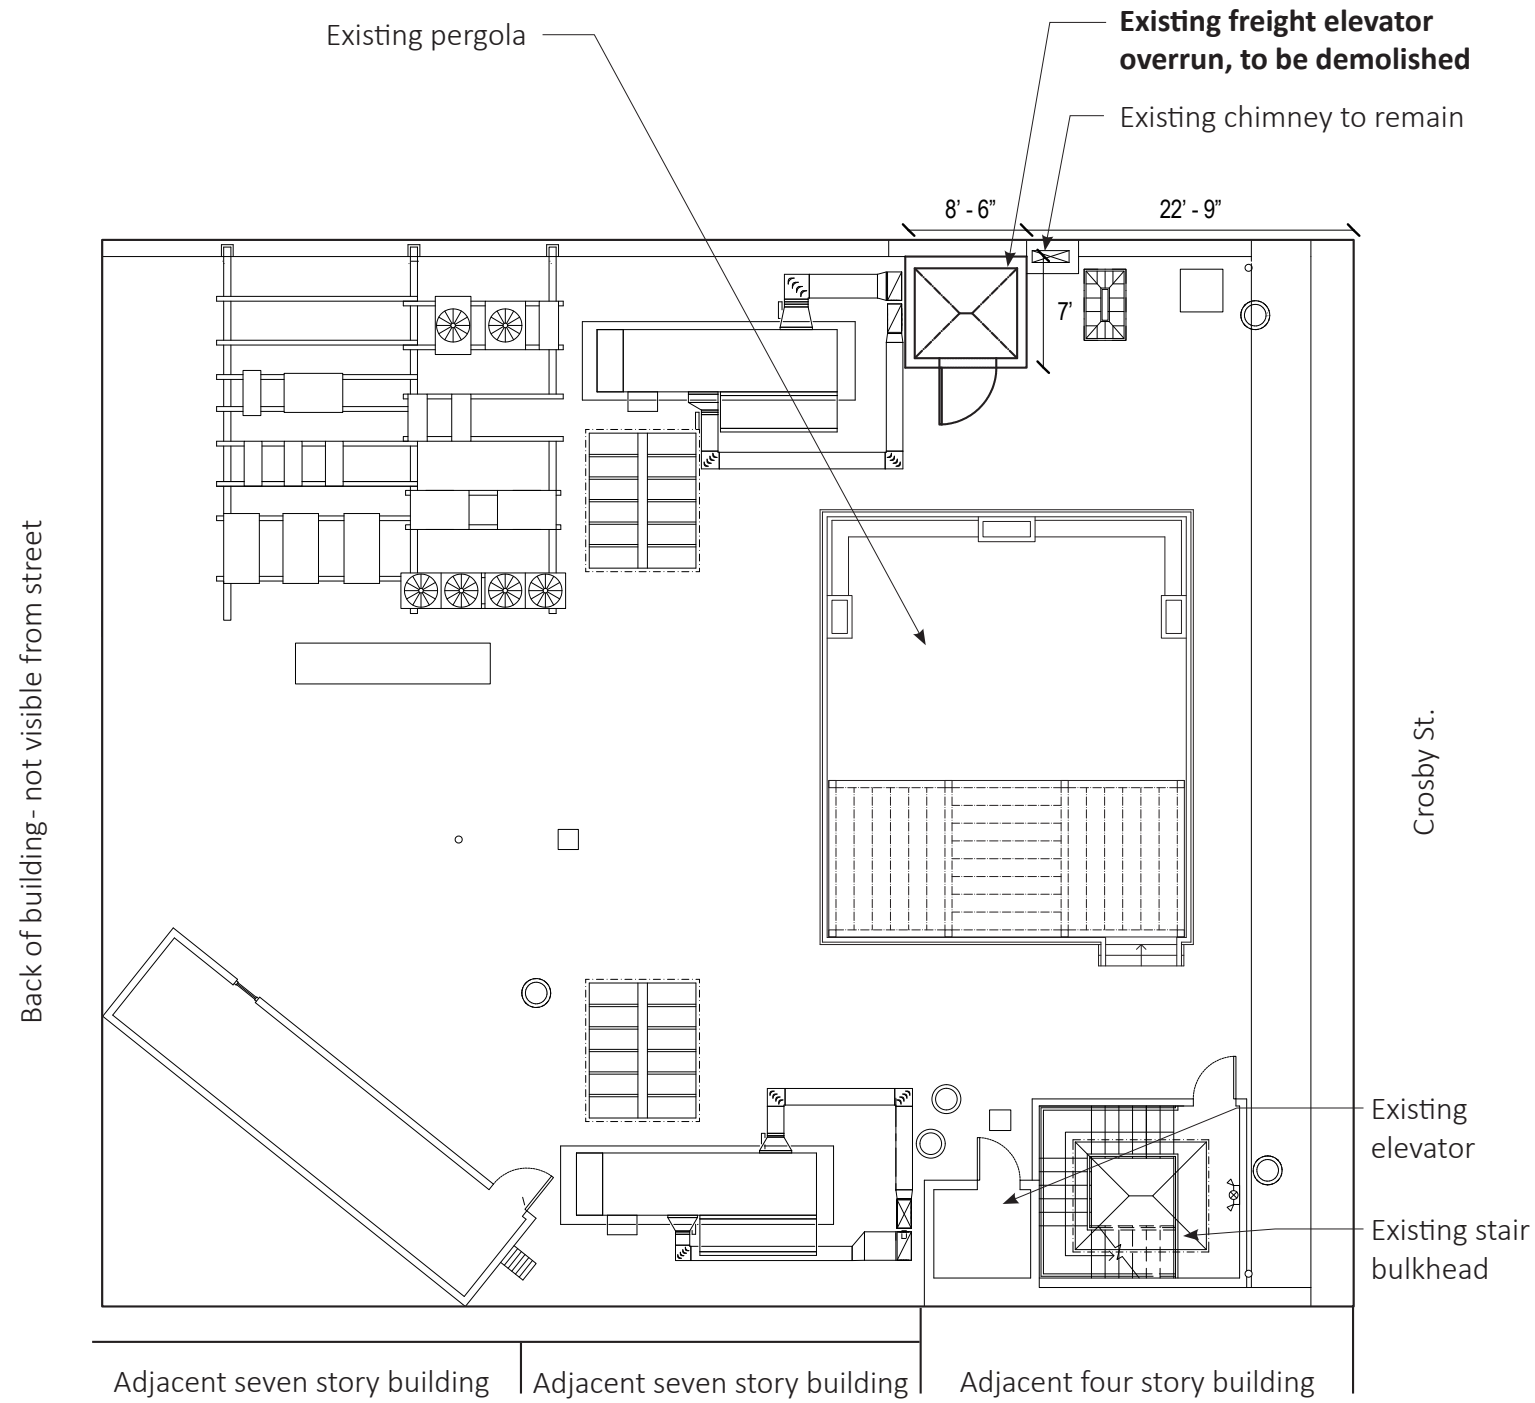 Existing pergola
Existing freight elevator
overrun, to be demolished
Existing chimney to remain
8’ - 6”
22’ - 9”
7’
Back of building - not visible from street
Crosby St.
Existing
elevator
Existing stair
bulkhead
Adjacent seven story building
Adjacent seven story building
Adjacent four story building